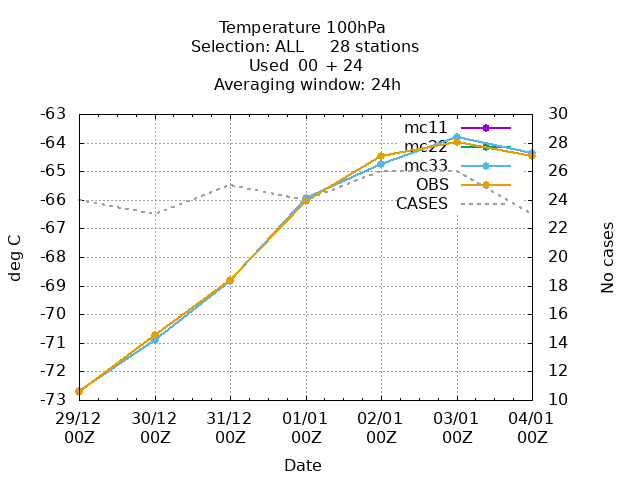 Temperature 100hPa
Selection: ALL 28 stations
Used 00 + 24
Averaging window: 24h
-63
-64
-65
-66
-67
-68
-69
-70
-71
-72
-73
30
28
26
24
22
20
18
16
14
12
10
mc11
mc22
mc33
OBS
CASES
deg C
No cases
29/12 30/12 31/12 01/01 02/01 03/01 04/01
00Z 00Z 00Z 00Z 00Z 00Z 00Z
Date